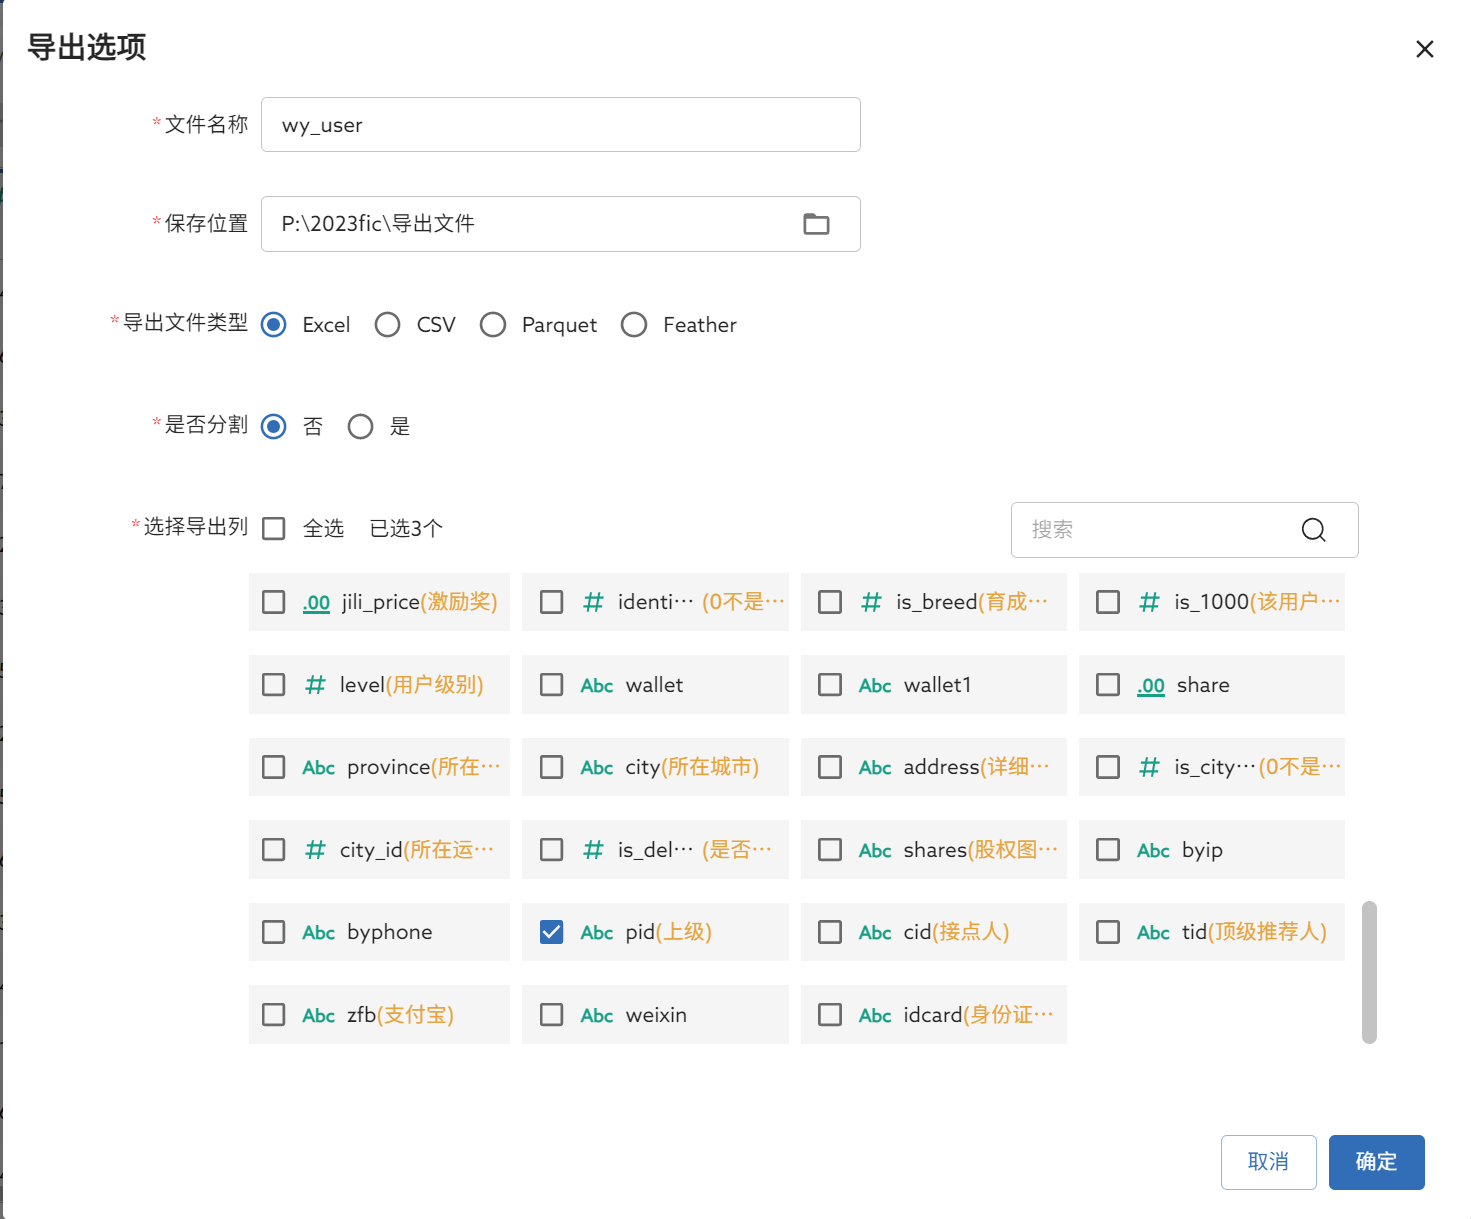 导出选项
*文件名称 wy_user
*保存位置 P:\2023fic\导出文件
*导出文件类型 Excel CSV Parquet Feather
*是否分割 否 是
*选择导出列 全选 已选3个 搜索
.00 jili_price(激励奖) # identi··· (0不是··· # is_breed(育成··· # is_1000(该用户···
# level(用户级别) Abc wallet Abc wallet1 .00 share
Abc province(所在··· Abc city(所在城市) Abc address(详细··· # is_city···(0不是···
# city_id(所在运··· # is_del··· (是否··· Abc shares(股权图··· Abc byip
Abc byphone Abc pid(上级) Abc cid(接点人) Abc tid(顶级推荐人)
Abc zfb(支付宝) Abc weixin Abc idcard(身份证···
取消 确定